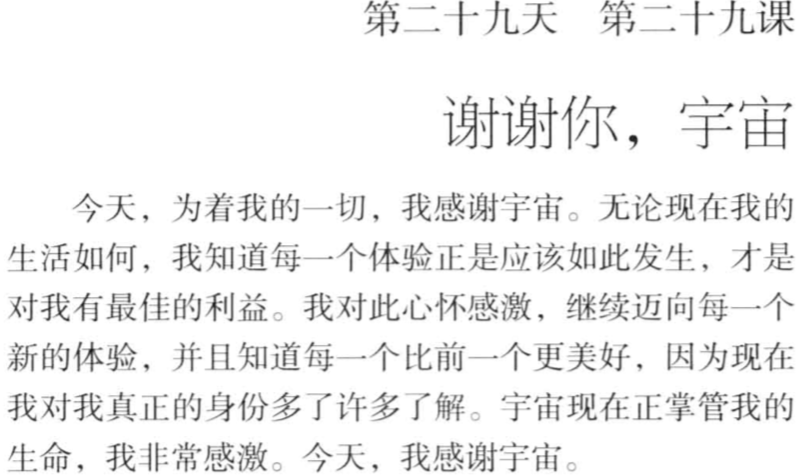 第二十九天 第二十九课
谢谢你，宇宙
今天，为着我的一切，我感谢宇宙。无论现在我的
生活如何，我知道每一个体验正是应该如此发生，才是
对我有最佳的利益。我对此心怀感激，继续迈向每一个
新的体验，并且知道每一个比前一个更美好，因为现在
我对我真正的身份多了许多了解。宇宙现在正掌管我的
生命，我非常感激。今天，我感谢宇宙。